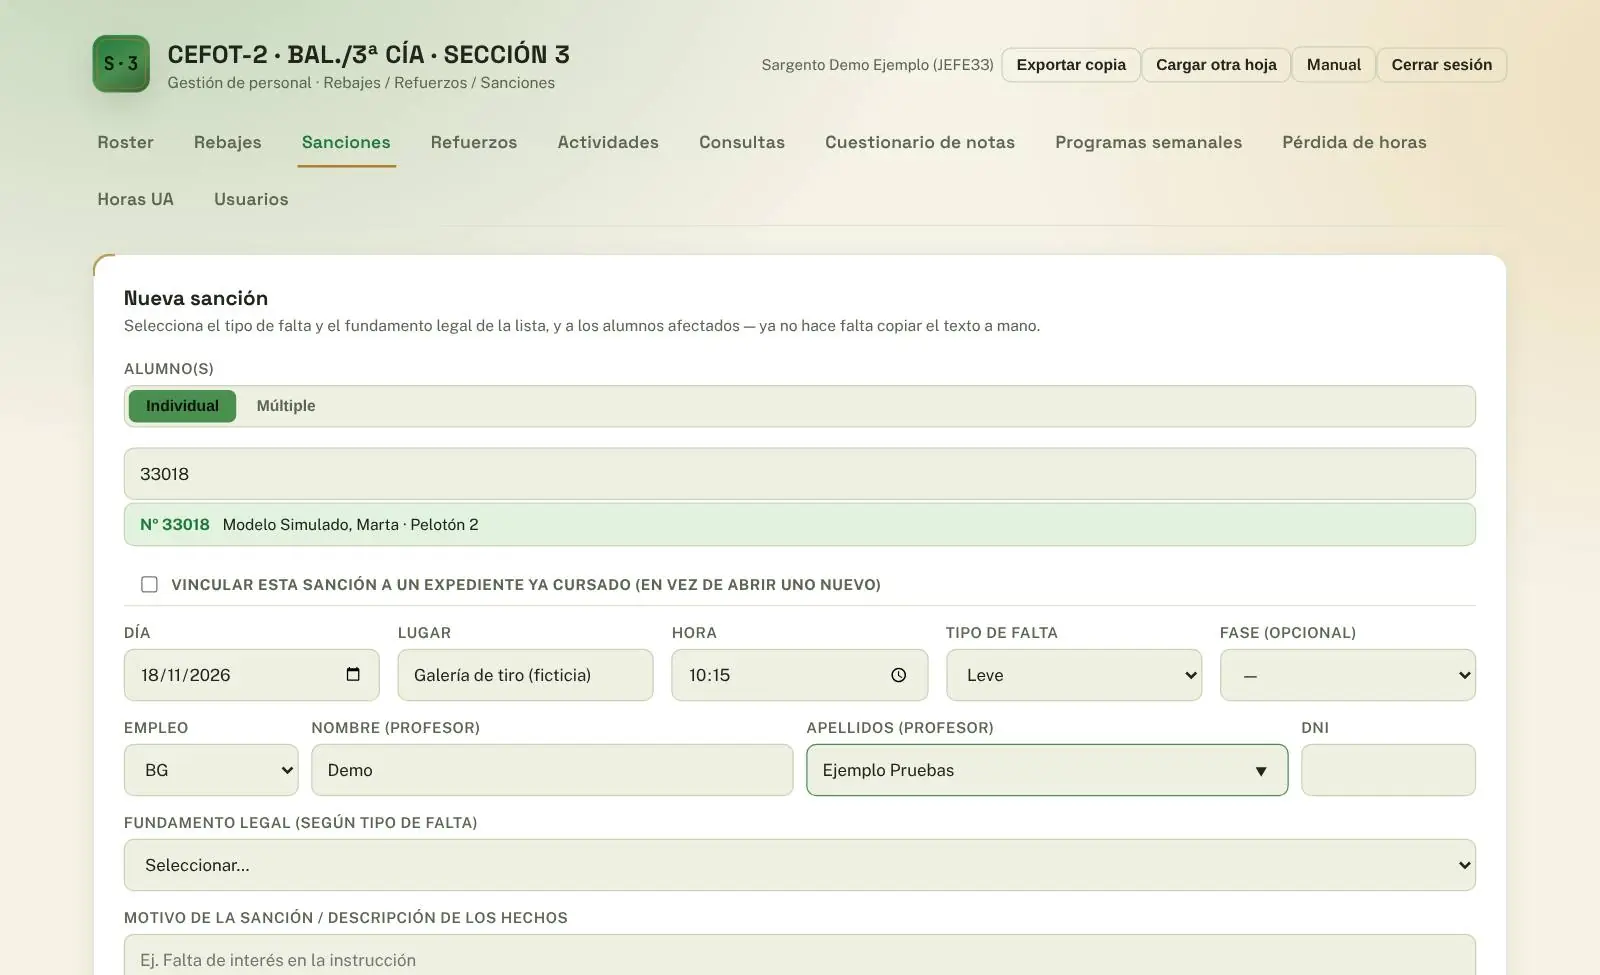 S·3
CEFOT-2 · BAL./3ª CÍA · SECCIÓN 3
Gestión de personal · Rebajes / Refuerzos / Sanciones
Sargento Demo Ejemplo (JEFE33)
Exportar copia
Cargar otra hoja
Manual
Cerrar sesión
Roster
Rebajes
Sanciones
Refuerzos
Actividades
Consultas
Cuestionario de notas
Programas semanales
Pérdida de horas
Horas UA
Usuarios
Nueva sanción
Selecciona el tipo de falta y el fundamento legal de la lista, y a los alumnos afectados — ya no hace falta copiar el texto a mano.
ALUMNO(S)
Individual
Múltiple
33018
Nº 33018 Modelo Simulado, Marta · Pelotón 2
VINCULAR ESTA SANCIÓN A UN EXPEDIENTE YA CURSADO (EN VEZ DE ABRIR UNO NUEVO)
DÍA
LUGAR
HORA
TIPO DE FALTA
FASE (OPCIONAL)
18/11/2026
Galería de tiro (ficticia)
10:15
Leve
—
EMPLEO
NOMBRE (PROFESOR)
APELLIDOS (PROFESOR)
DNI
BG
Demo
Ejemplo Pruebas
FUNDAMENTO LEGAL (SEGÚN TIPO DE FALTA)
Seleccionar...
MOTIVO DE LA SANCIÓN / DESCRIPCIÓN DE LOS HECHOS
Ej. Falta de interés en la instrucción